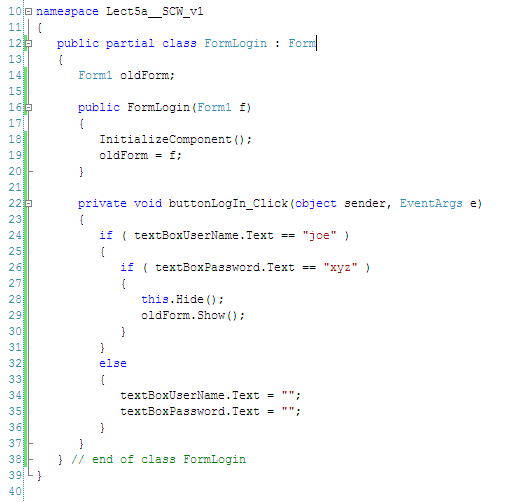 10 namespace Lect5a__SCW_v1
11 {
12 public partial class FormLogin : Form
13 {
14 Form1 oldForm;
15
16 public FormLogin(Form1 f)
17 {
18 InitializeComponent();
19 oldForm = f;
20 }
21
22 private void buttonLogIn_Click(object sender, EventArgs e)
23 {
24 if ( textBoxUserName.Text == "joe" )
25 {
26 if ( textBoxPassword.Text == "xyz" )
27 {
28 this.Hide();
29 oldForm.Show();
30 }
31 }
32 else
33 {
34 textBoxUserName.Text = "";
35 textBoxPassword.Text = "";
36 }
37 }
38 } // end of class FormLogin
39 }
40